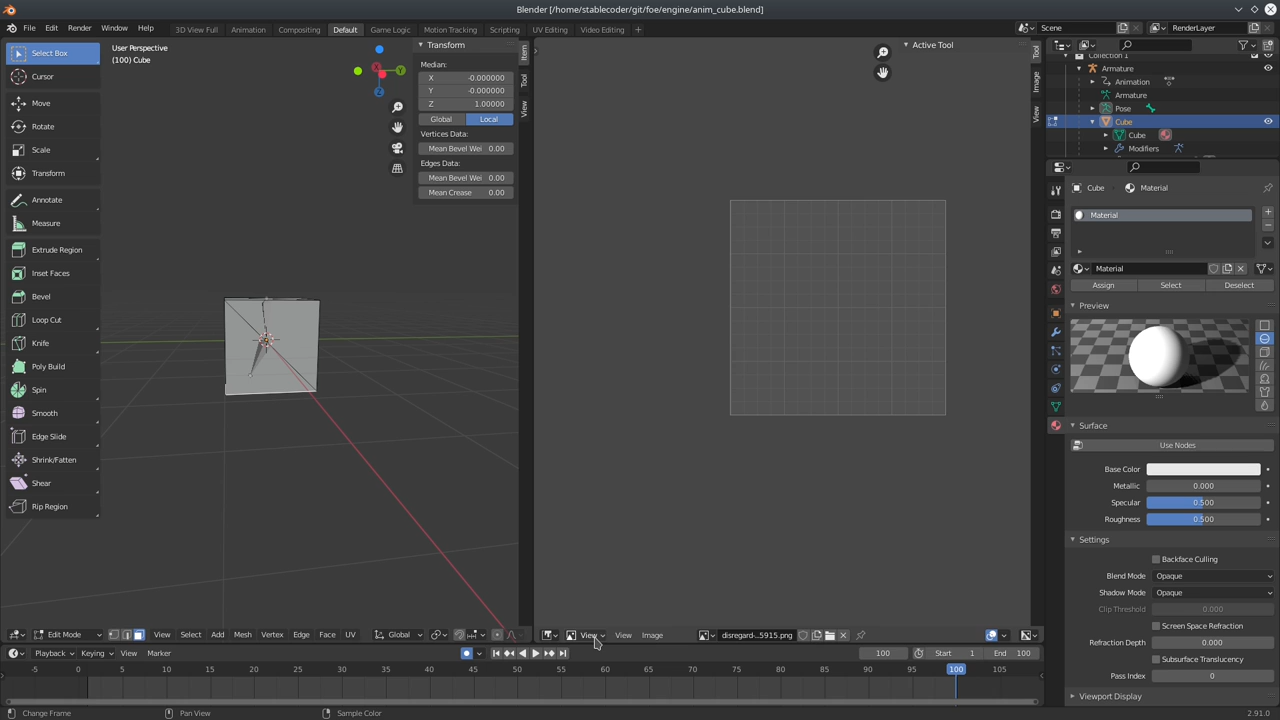 Blender [/home/stablecoder/git/foe/engine/anim_cube.blend]
File Edit Render Window Help
3D View Full Animation Compositing Default Game Logic Motion Tracking Scripting UV Editing Video Editing +
Scene
RenderLayer
Select Box
Cursor
Move
Rotate
Scale
Transform
Annotate
Measure
Extrude Region
Inset Faces
Bevel
Loop Cut
Knife
Poly Build
Spin
Smooth
Edge Slide
Shrink/Fatten
Shear
Rip Region
User Perspective
(100) Cube
X
Y
Z
Transform
Median:
X -0.000000
Y -0.000000
Z 1.00000
Global Local
Vertices Data:
Mean Bevel Wei 0.00
Edges Data:
Mean Bevel Wei 0.00
Mean Crease 0.00
Item
Tool
View
Active Tool
Tool
Image
View
Collection 1
Armature
Animation
Armature
Pose
Cube
Cube
Modifiers
Cube Material
Material
Material
Assign Select Deselect
Preview
Surface
Use Nodes
Base Color
Metallic 0.000
Specular 0.500
Roughness 0.500
Settings
Backface Culling
Blend Mode Opaque
Shadow Mode Opaque
Clip Threshold 0.000
Screen Space Refraction
Refraction Depth 0.000
Subsurface Translucency
Pass Index 0
Viewport Display
Edit Mode View Select Add Mesh Vertex Edge Face UV Global
View View Image disregard-...5915.png
Playback Keying View Marker
100 Start 1 End 100
-5 0 5 10 15 20 25 30 35 40 45 50 55 60 65 70 75 80 85 90 95 100 105
Change Frame Pan View Sample Color 2.91.0